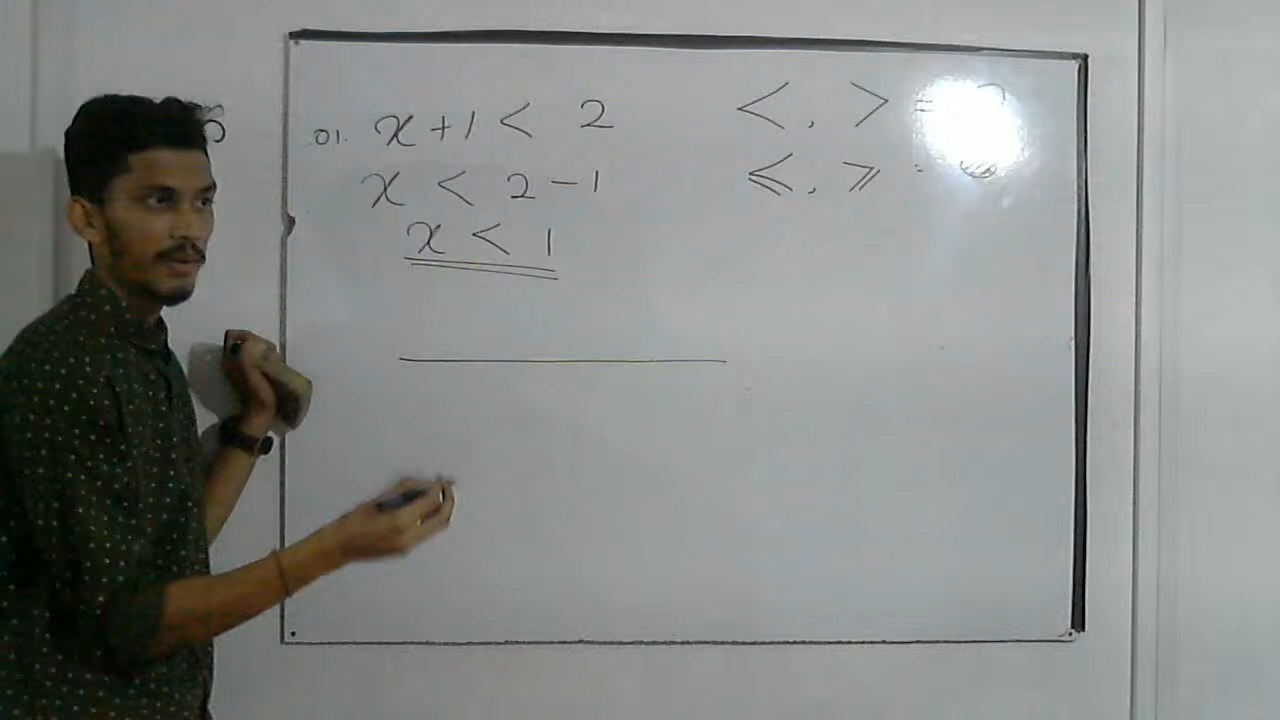 01. x + 1 < 2
x < 2 - 1
x < 1
<, > =
⩽, ⩾ :